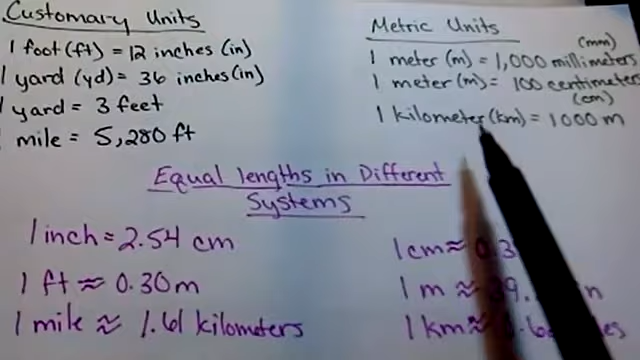 Customary Units
1 foot (ft) = 12 inches (in)
1 yard (yd) = 36 inches (in)
1 yard = 3 feet
1 mile = 5,280 ft
Metric Units
(mm)
1 meter (m) = 1,000 millimeters
1 meter (m) = 100 centimeters
(cm)
1 kilometer (km) = 1000 m
Equal lengths in Different
Systems
1 inch = 2.54 cm
1 ft ≈ 0.30 m
1 mile ≈ 1.61 kilometers
1 cm ≈
1 m ≈
1 km ≈